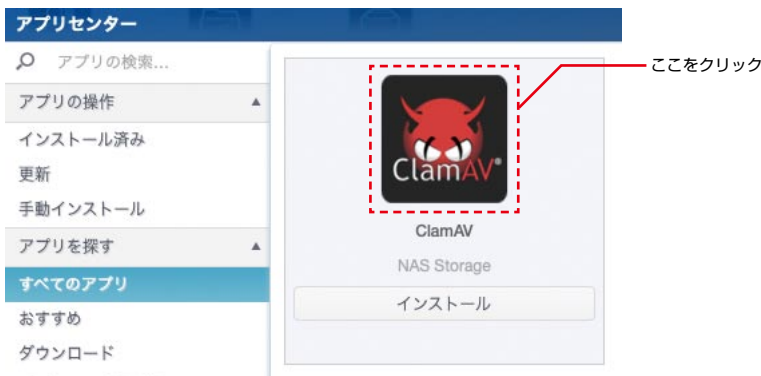 アプリセンター
アプリの検索...
アプリの操作
インストール済み
更新
手動インストール
アプリを探す
すべてのアプリ
おすすめ
ダウンロード
ClamAV®
ClamAV
NAS Storage
インストール
ここをクリック